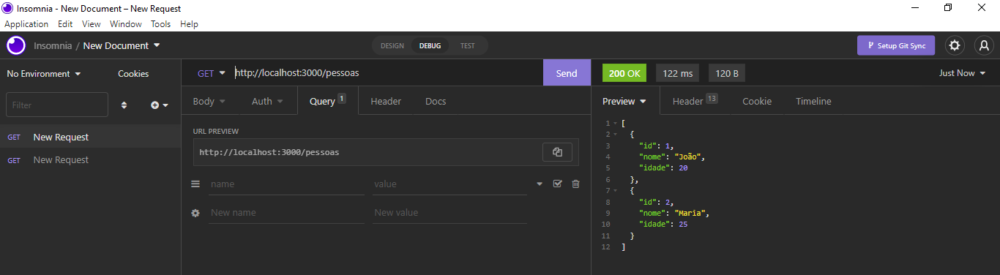 Insomnia - New Document – New Request
Application Edit View Window Tools Help
Insomnia / New Document
DESIGN DEBUG TEST
Setup Git Sync
No Environment Cookies
GET http://localhost:3000/pessoas Send
200 OK 122 ms 120 B Just Now
Filter
Body Auth Query 1 Header Docs
Preview Header 13 Cookie Timeline
GET New Request
GET New Request
URL PREVIEW
http://localhost:3000/pessoas
name value
New name New value
1 [
2 {
3 "id": 1,
4 "nome": "João",
5 "idade": 20
6 },
7 {
8 "id": 2,
9 "nome": "Maria",
10 "idade": 25
11 }
12 ]